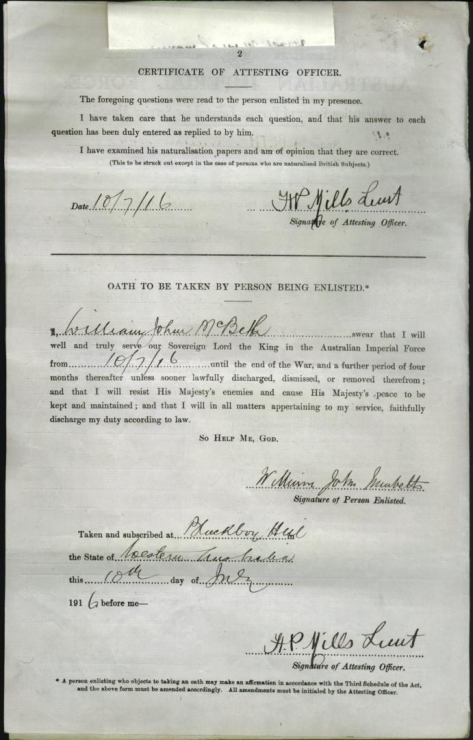 2
CERTIFICATE OF ATTESTING OFFICER.
The foregoing questions were read to the person enlisted in my presence.
I have taken care that he understands each question, and that his answer to each
question has been duly entered as replied to by him.
I have examined his naturalisation papers and am of opinion that they are correct.
(This to be struck out except in the case of persons who are naturalised British Subjects.)
Date 10/7/16 Mills Lieut
Signature of Attesting Officer.
OATH TO BE TAKEN BY PERSON BEING ENLISTED.*
I, William John McBeth swear that I will
well and truly serve our Sovereign Lord the King in the Australian Imperial Force
from 10/7/16 until the end of the War, and a further period of four
months thereafter unless sooner lawfully discharged, dismissed, or removed therefrom;
and that I will resist His Majesty's enemies and cause His Majesty's peace to
be kept and maintained; and that I will in all matters appertaining to my service, faithfully
discharge my duty according to law.
SO HELP ME, GOD.
William John
Signature of Person Enlisted.
Taken and subscribed at Blackboy Hill
the State of Western Australia
this 10th day of July
1916 before me—
A.P. Mills Lieut
Signature of Attesting Officer.
* A person enlisting who objects to taking an oath may make an affirmation in accordance with the Third Schedule of the Act,
and the above form must be amended accordingly. All amendments must be initialed by the Attesting Officer.